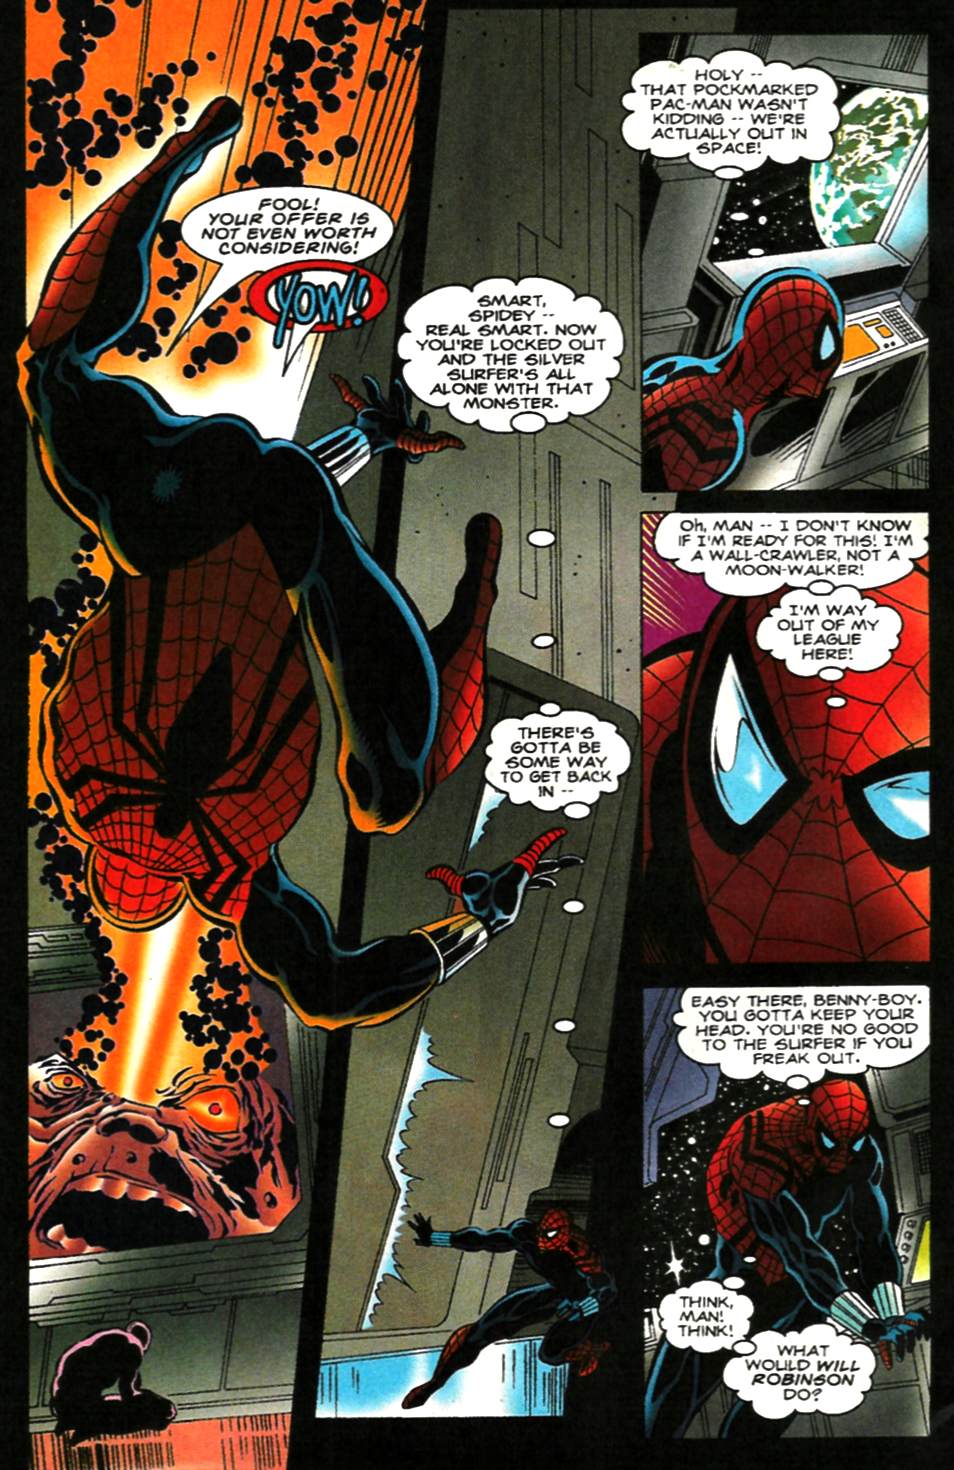 FOOL!
YOUR OFFER IS
NOT EVEN WORTH
CONSIDERING!
YOW!
SMART,
SPIDEY --
REAL SMART. NOW
YOU'RE LOCKED OUT
AND THE SILVER
SURFER'S ALL
ALONE WITH THAT
MONSTER.
THERE'S
GOTTA BE
SOME WAY
TO GET BACK
IN --
HOLY --
THAT POCKMARKED
PAC-MAN WASN'T
KIDDING -- WE'RE
ACTUALLY OUT IN
SPACE!
Oh, MAN -- I DON'T KNOW
IF I'M READY FOR THIS! I'M
A WALL-CRAWLER, NOT A
MOON-WALKER!
I'M WAY
OUT OF MY
LEAGUE
HERE!
EASY THERE, BENNY-BOY.
YOU GOTTA KEEP YOUR
HEAD. YOU'RE NO GOOD
TO THE SURFER IF YOU
FREAK OUT.
THINK,
MAN!
THINK!
WHAT
WOULD WILL
ROBINSON
DO?